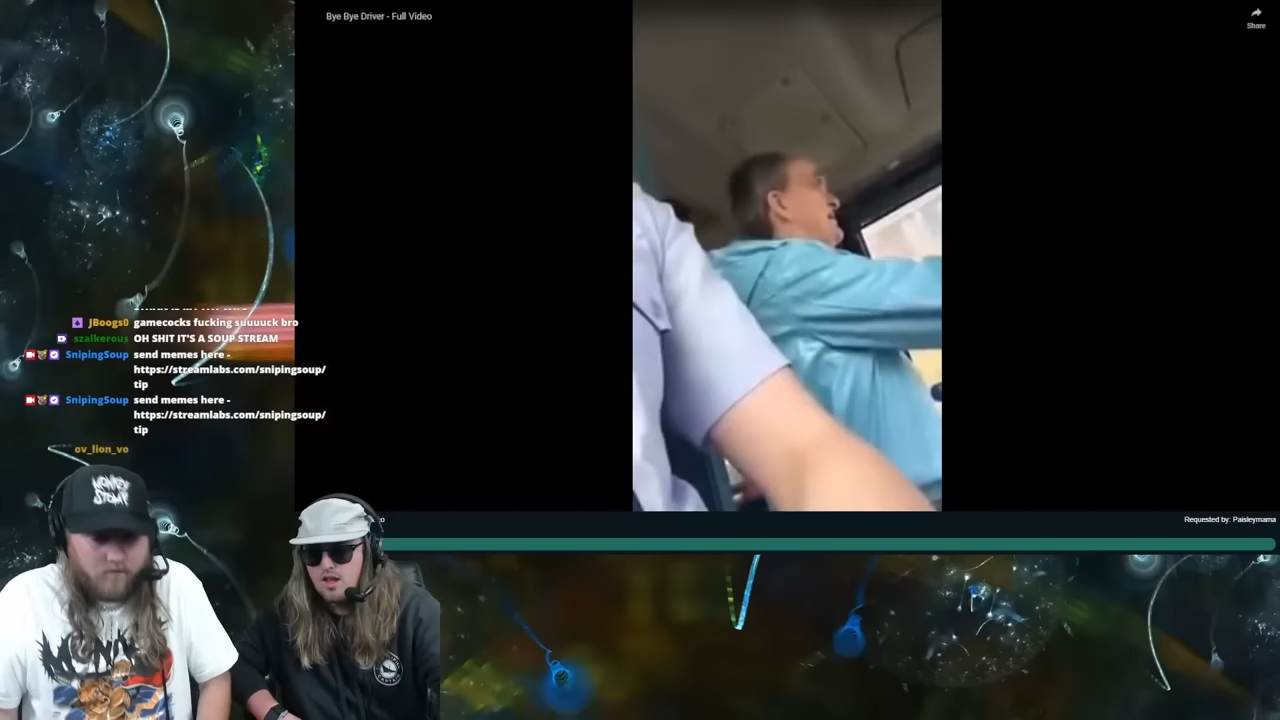 Bye Bye Driver - Full Video
Share
JBoogs0 gamecocks fucking suuuuck bro
szalkerous OH SHIT IT'S A SOUP STREAM
SnipingSoup send memes here -
https://streamlabs.com/snipingsoup/
tip
SnipingSoup send memes here -
https://streamlabs.com/snipingsoup/
tip
ov_lion_vo
MONKEY
STOMP
Requested by: Paisleymama